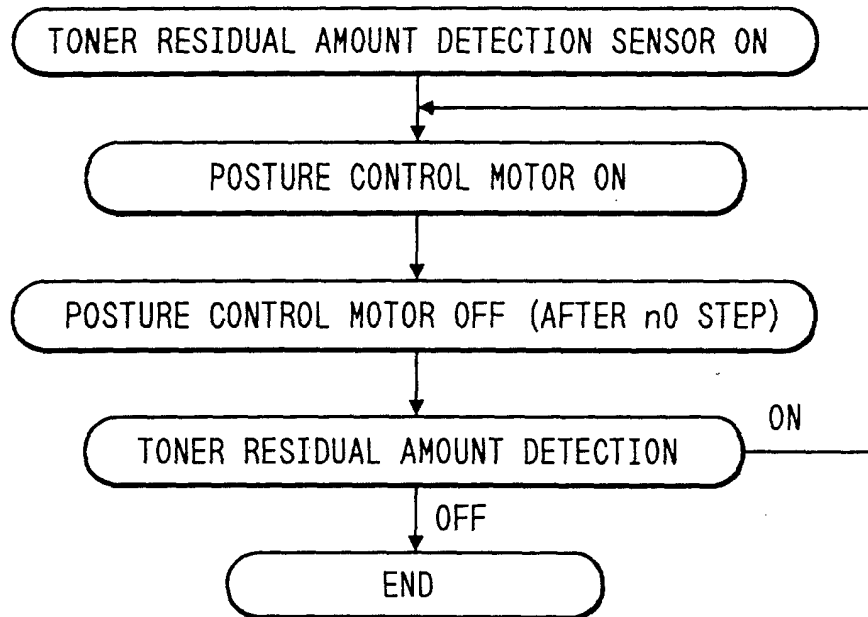 TONER RESIDUAL AMOUNT DETECTION SENSOR ON
POSTURE CONTROL MOTOR ON
POSTURE CONTROL MOTOR OFF (AFTER n0 STEP)
ON
TONER RESIDUAL AMOUNT DETECTION
OFF
END